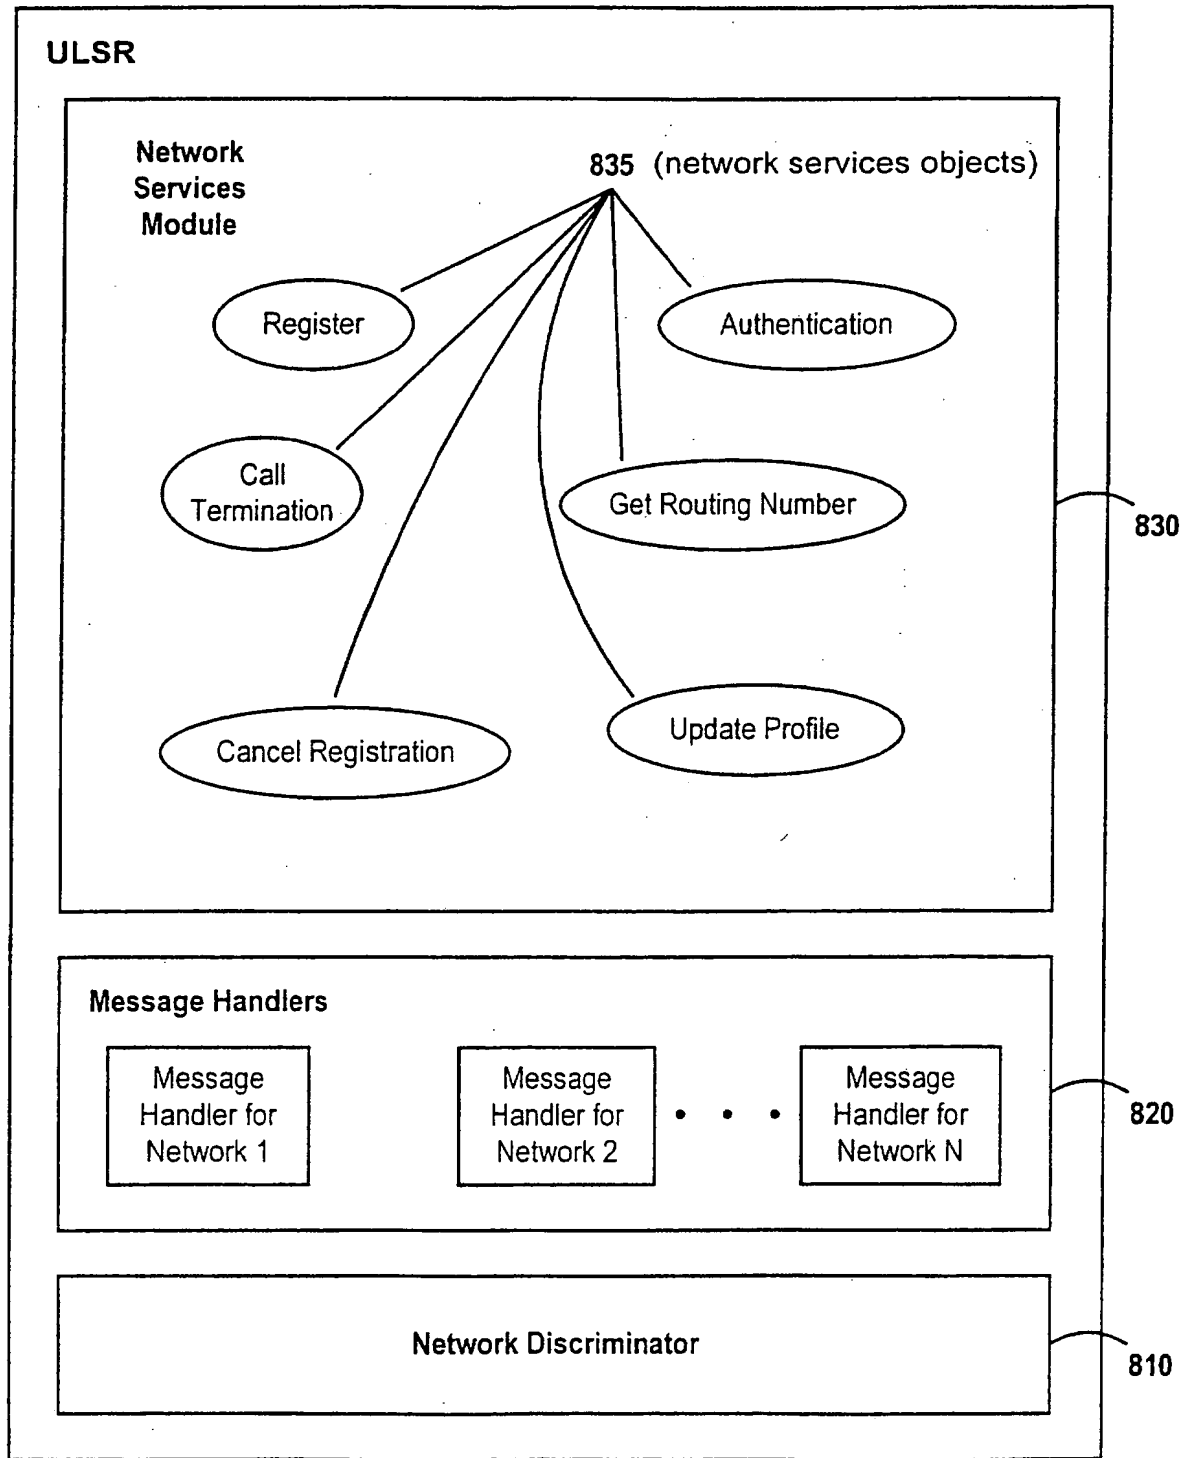 ULSR
Network
Services
Module
835 (network services objects)
Register
Authentication
Call
Termination
Get Routing Number
830
Cancel Registration
Update Profile
Message Handlers
Message
Handler for
Network 1
Message
Handler for
Network 2
• • •
Message
Handler for
Network N
820
Network Discriminator
810